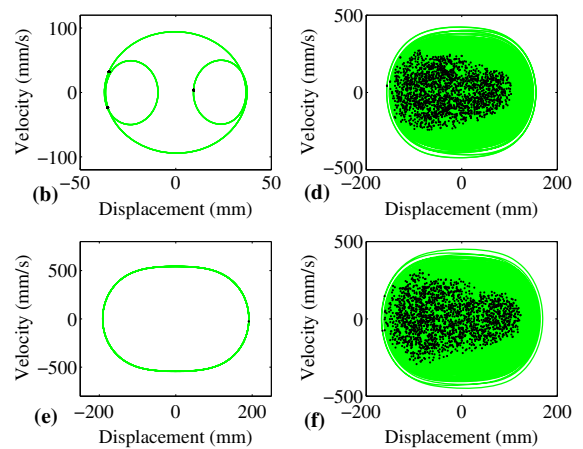 100
0
-100
Velocity (mm/s)
-50
0
50
(b)
Displacement (mm)
500
0
-500
Velocity (mm/s)
-200
0
200
(d)
Displacement (mm)
500
0
-500
Velocity (mm/s)
-200
0
200
(e)
Displacement (mm)
500
0
-500
Velocity (mm/s)
-200
0
200
(f)
Displacement (mm)